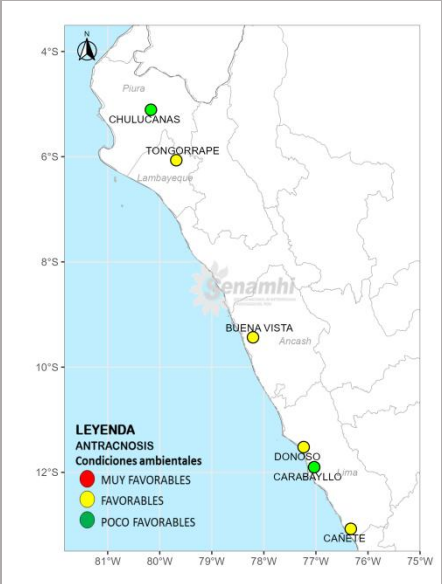 N
4°S
Piura
CHULUCANAS
TONGORRAPE
6°S
Lambayeque
8°S
Senamhi
BUENA VISTA
Ancash
10°S
LEYENDA
ANTRACNOSIS
Condiciones ambientales
MUY FAVORABLES
FAVORABLES
POCO FAVORABLES
DONOSO
Lima
CARABAYLLO
12°S
CAÑETE
81°W
80°W
79°W
78°W
77°W
76°W
75°W